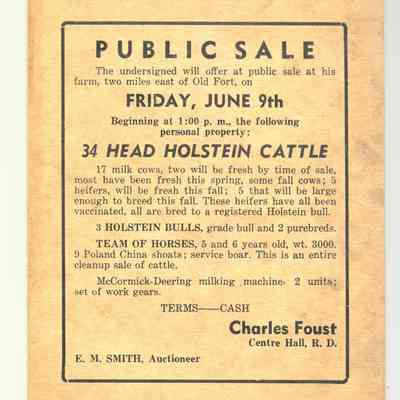 PUBLIC SALE
The undersigned will offer at public sale at his
farm, two miles east of Old Fort, on
FRIDAY, JUNE 9th
Beginning at 1:00 p. m., the following
personal property:
34 HEAD HOLSTEIN CATTLE
17 milk cows, two will be fresh by time of sale,
most have been fresh this spring, some fall cows; 5
heifers, will be fresh this fall; 5 that will be large
enough to breed this fall. These heifers have all been
vaccinated, all are bred to a registered Holstein bull.
3 HOLSTEIN BULLS, grade bull and 2 purebreds.
TEAM OF HORSES, 5 and 6 years old, wt. 3000.
9 Poland China shoats; service boar. This is an entire
cleanup sale of cattle.
McCormick-Deering milking machine, 2 units;
set of work gears.
TERMS——CASH
Charles Foust
Centre Hall, R. D.
E. M. SMITH, Auctioneer